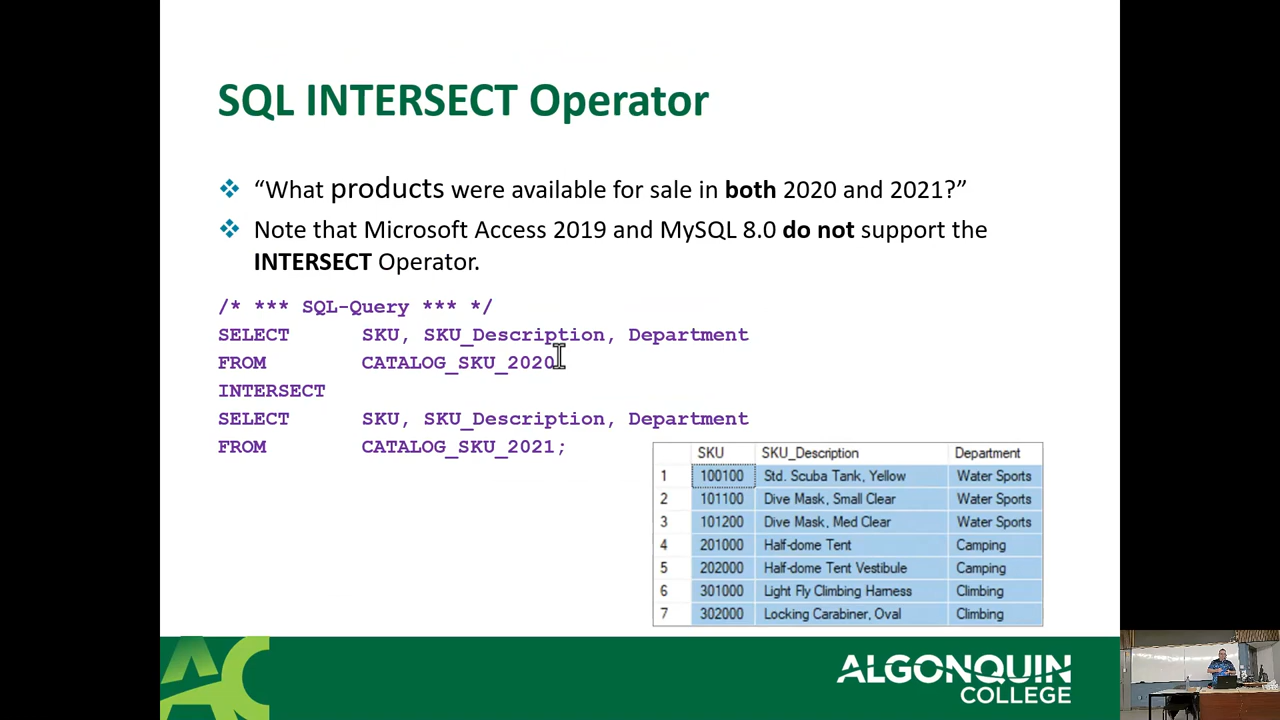 SQL INTERSECT Operator
❖ “What products were available for sale in both 2020 and 2021?”
❖ Note that Microsoft Access 2019 and MySQL 8.0 do not support the
INTERSECT Operator.
/* *** SQL-Query *** */
SELECT SKU, SKU_Description, Department
FROM CATALOG_SKU_2020
INTERSECT
SELECT SKU, SKU_Description, Department
FROM CATALOG_SKU_2021;
SKU SKU_Description Department
1 100100 Std. Scuba Tank, Yellow Water Sports
2 101100 Dive Mask, Small Clear Water Sports
3 101200 Dive Mask, Med Clear Water Sports
4 201000 Half-dome Tent Camping
5 202000 Half-dome Tent Vestibule Camping
6 301000 Light Fly Climbing Harness Climbing
7 302000 Locking Carabiner, Oval Climbing
AC
ALGONQUIN
COLLEGE